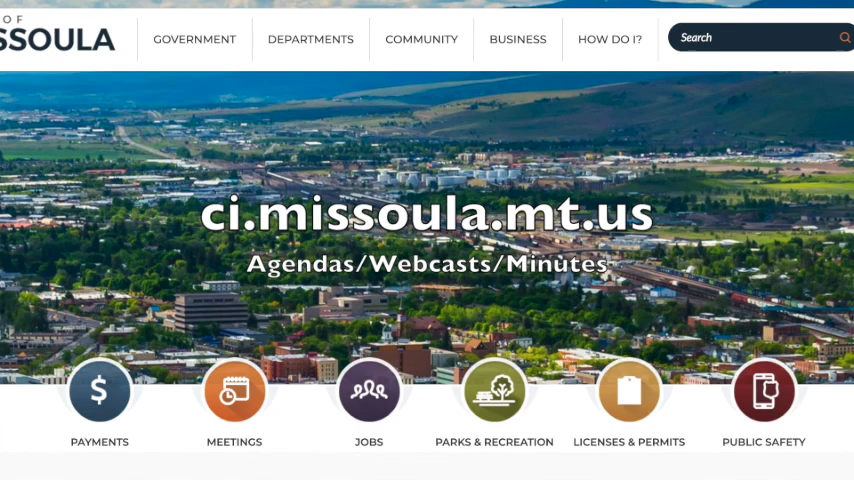 OF
SSOULA
GOVERNMENT
DEPARTMENTS
COMMUNITY
BUSINESS
HOW DO I?
Search
ci.missoula.mt.us
Agendas/Webcasts/Minutes
$
PAYMENTS
MEETINGS
JOBS
PARKS & RECREATION
LICENSES & PERMITS
PUBLIC SAFETY